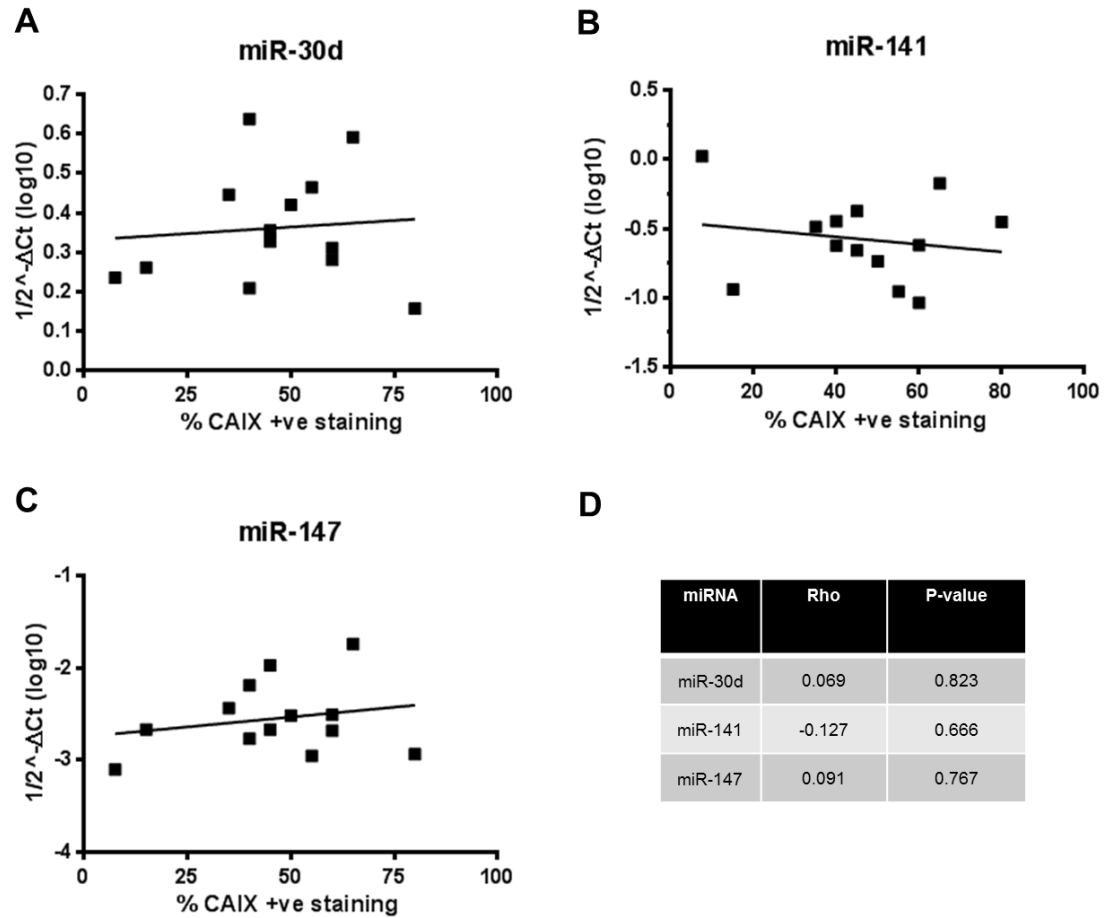 A
miR-30d
1/2^-ΔCt (log10)
0.7
0.6
0.5
0.4
0.3
0.2
0.1
0.0
0 25 50 75 100
% CAIX +ve staining
B
miR-141
1/2^-ΔCt (log10)
0.5
0.0
-0.5
-1.0
-1.5
0 20 40 60 80 100
% CAIX +ve staining
C
miR-147
1/2^-ΔCt (log10)
-1
-2
-3
-4
0 25 50 75 100
% CAIX +ve staining
D
miRNA Rho P-value
miR-30d 0.069 0.823
miR-141 -0.127 0.666
miR-147 0.091 0.767